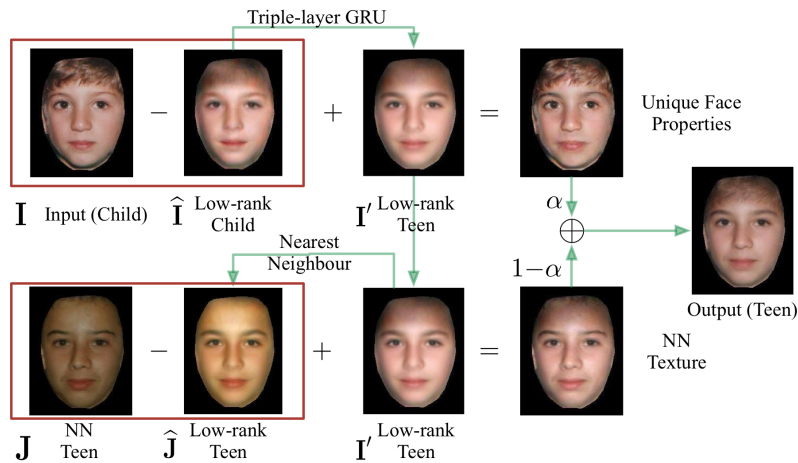 Triple-layer GRU
− + =
Unique Face
Properties
I Input (Child)
Î Low-rank
Child
I′ Low-rank
Teen
α
Nearest
Neighbour
1−α
Output (Teen)
− + =
NN
Texture
J NN
Teen
Ĵ Low-rank
Teen
I′ Low-rank
Teen